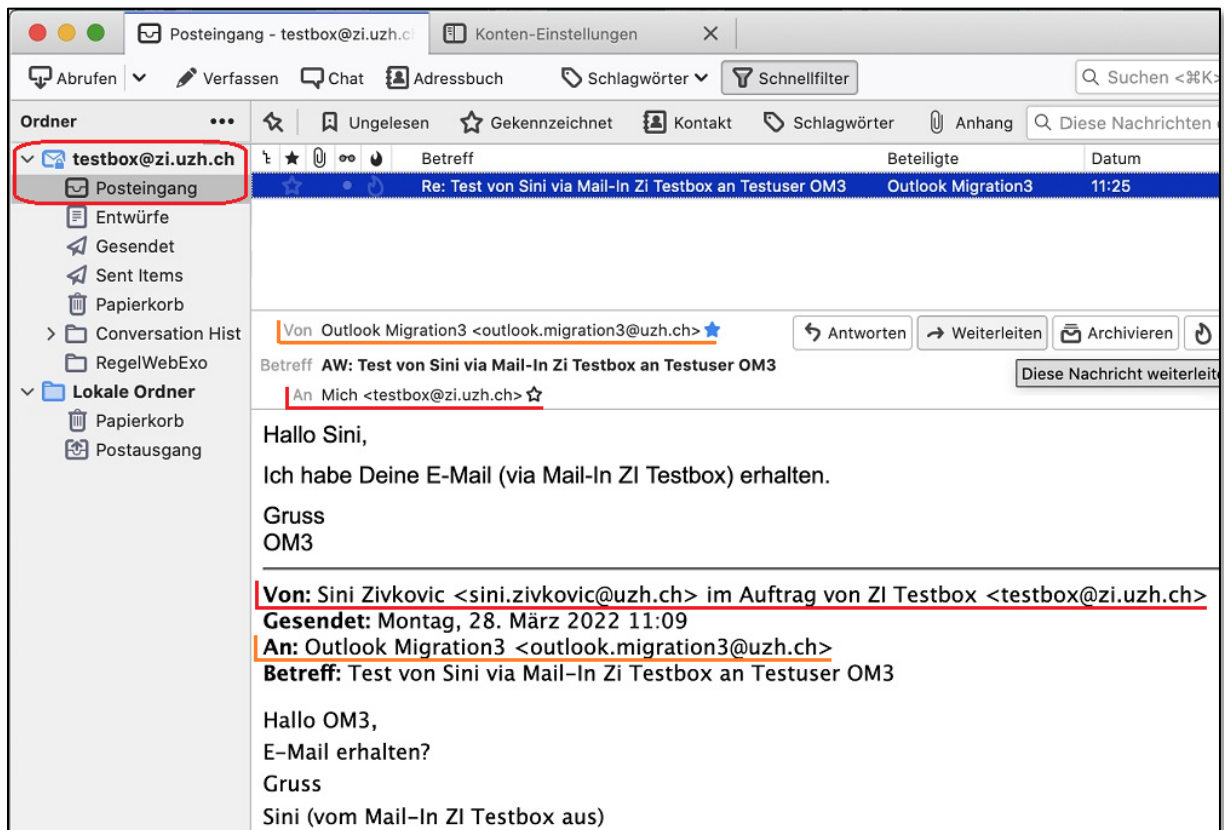 Posteingang - testbox@zi.uzh.c
Konten-Einstellungen
Abrufen Verfassen Chat Adressbuch Schlagwörter Schnellfilter Suchen <⌘K>
Ordner
Ungelesen Gekennzeichnet Kontakt Schlagwörter Anhang Diese Nachrichten
testbox@zi.uzh.ch
Posteingang
Entwürfe
Gesendet
Sent Items
Papierkorb
Conversation Hist
RegelWebExo
Lokale Ordner
Papierkorb
Postausgang
Betreff Beteiligte Datum
Re: Test von Sini via Mail-In Zi Testbox an Testuser OM3 Outlook Migration3 11:25
Von Outlook Migration3 <outlook.migration3@uzh.ch>
Antworten Weiterleiten Archivieren
Betreff AW: Test von Sini via Mail-In Zi Testbox an Testuser OM3
Diese Nachricht weiterleite
An Mich <testbox@zi.uzh.ch>
Hallo Sini,
Ich habe Deine E-Mail (via Mail-In ZI Testbox) erhalten.
Gruss
OM3
Von: Sini Zivkovic <sini.zivkovic@uzh.ch> im Auftrag von ZI Testbox <testbox@zi.uzh.ch>
Gesendet: Montag, 28. März 2022 11:09
An: Outlook Migration3 <outlook.migration3@uzh.ch>
Betreff: Test von Sini via Mail-In Zi Testbox an Testuser OM3
Hallo OM3,
E-Mail erhalten?
Gruss
Sini (vom Mail-In ZI Testbox aus)